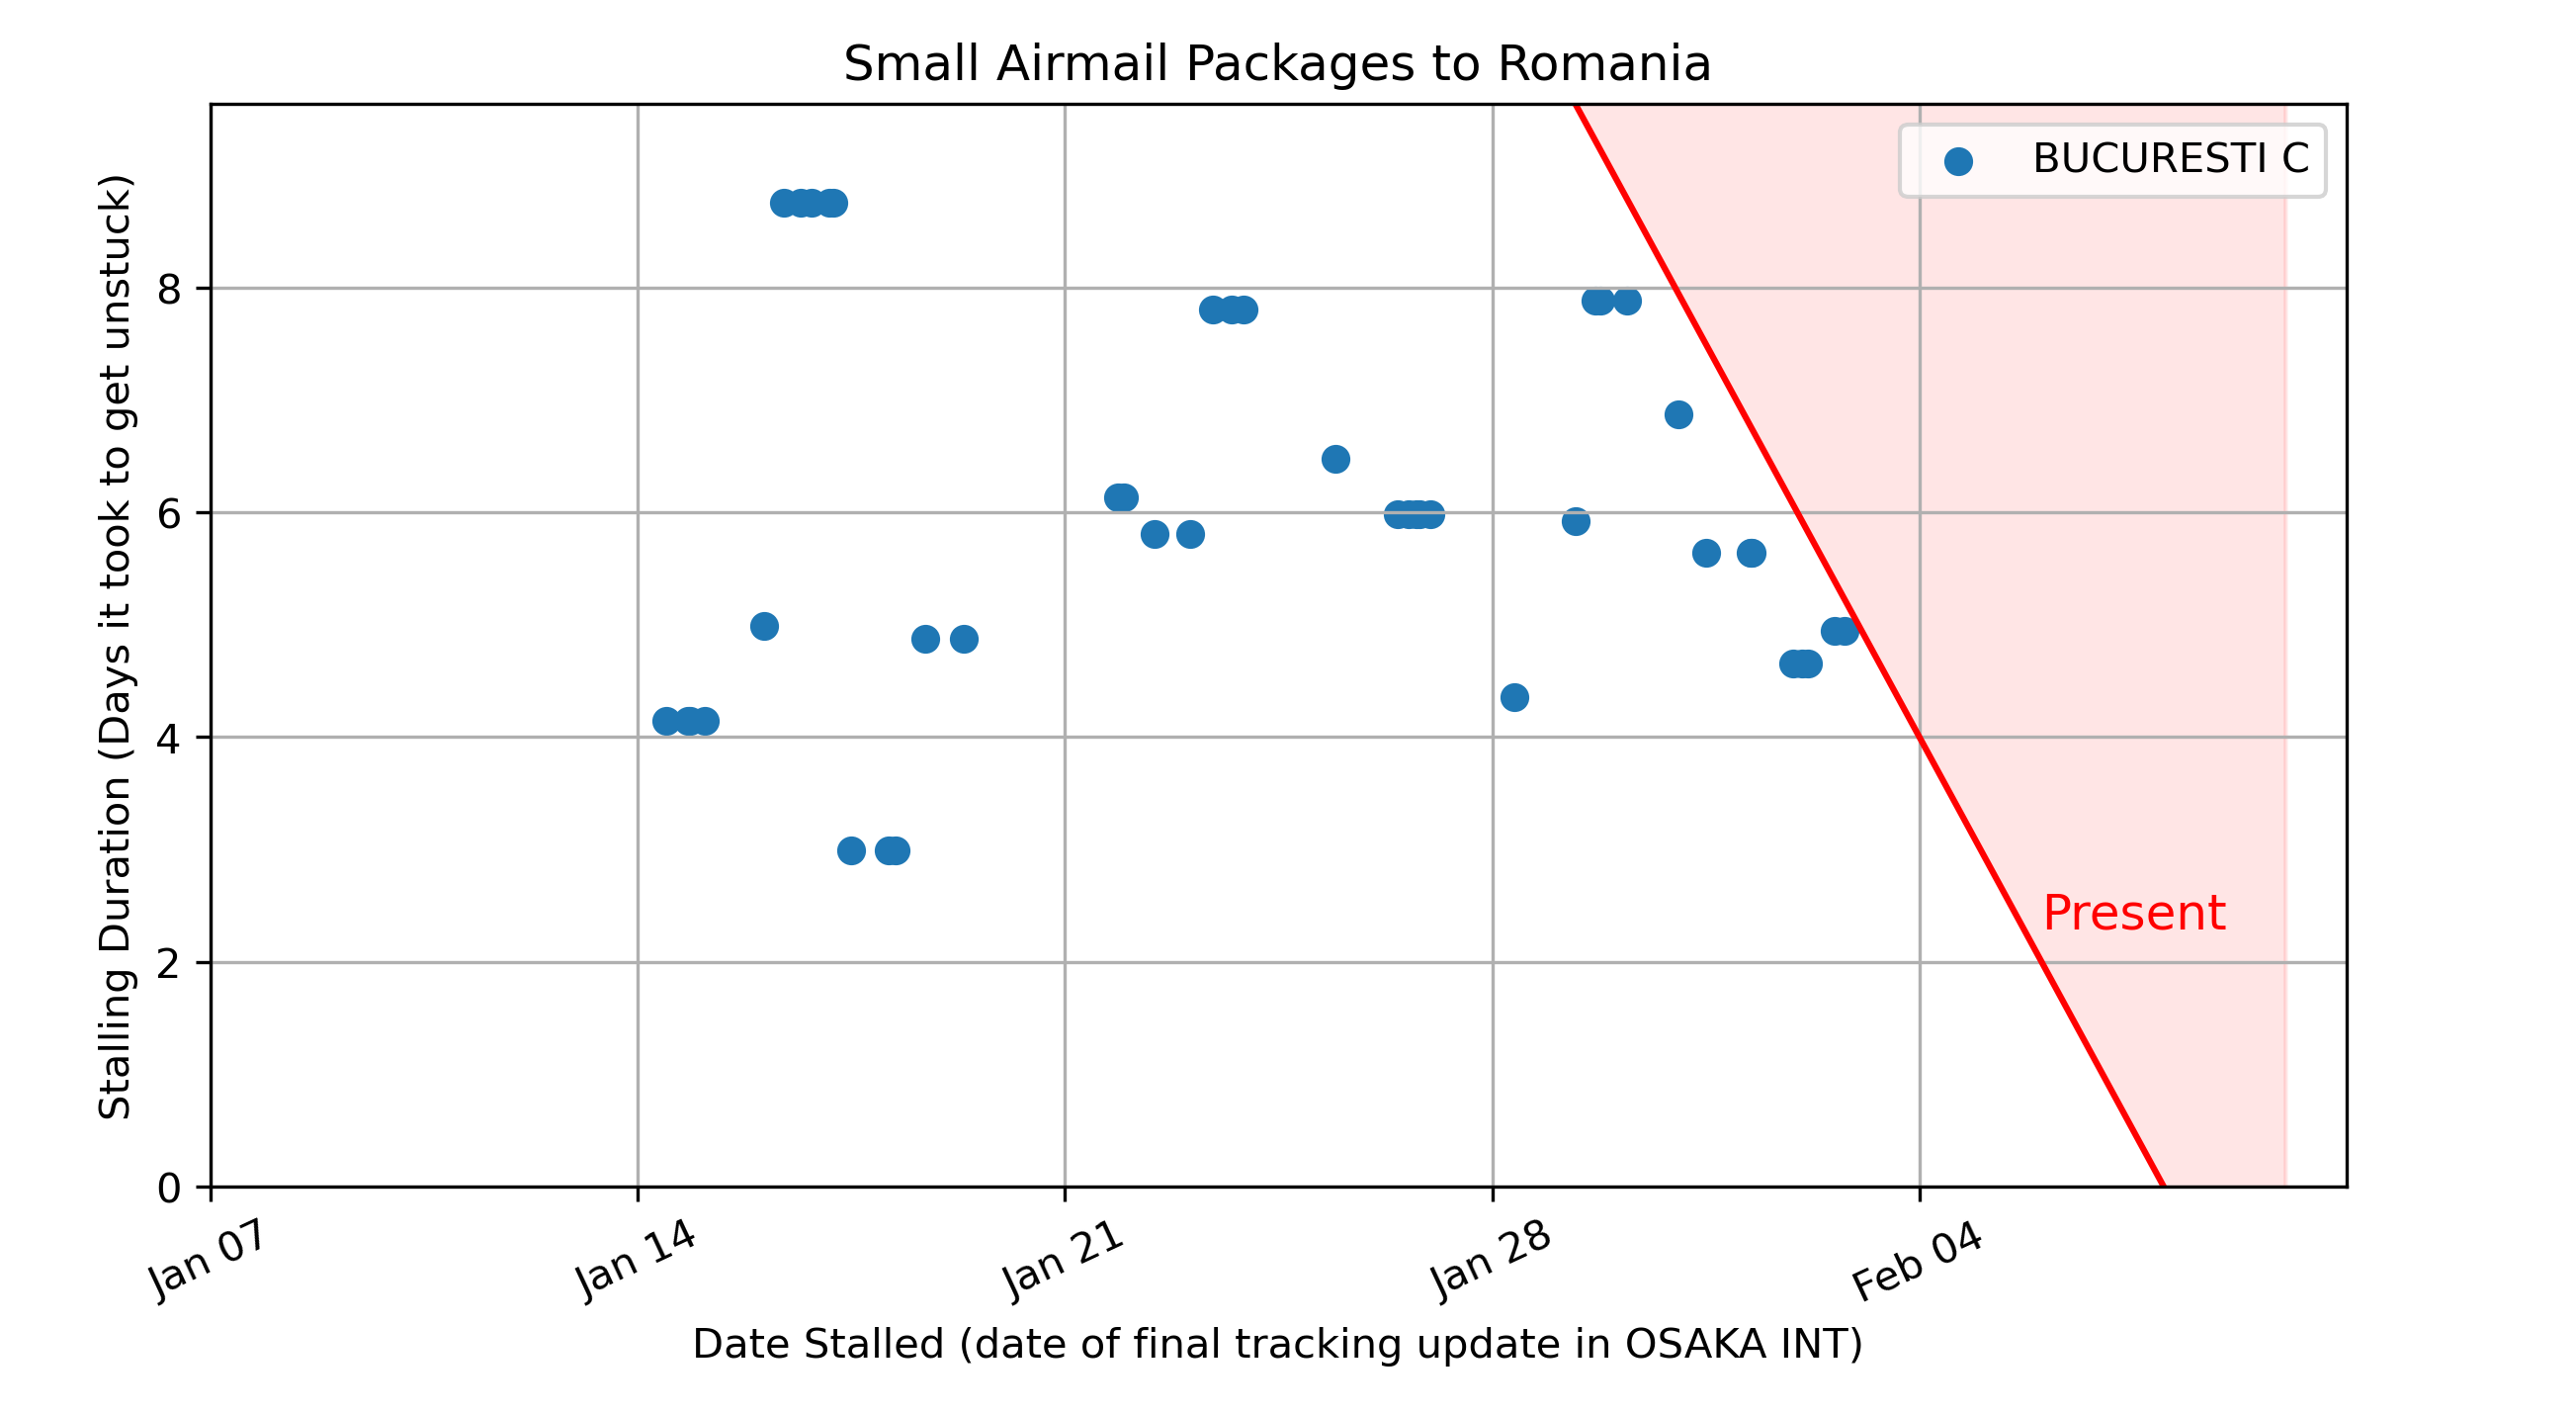 Small Airmail Packages to Romania
BUCURESTI C
Stalling Duration (Days it took to get unstuck)
8
6
4
2
0
Present
Jan 07
Jan 14
Jan 21
Jan 28
Feb 04
Date Stalled (date of final tracking update in OSAKA INT)